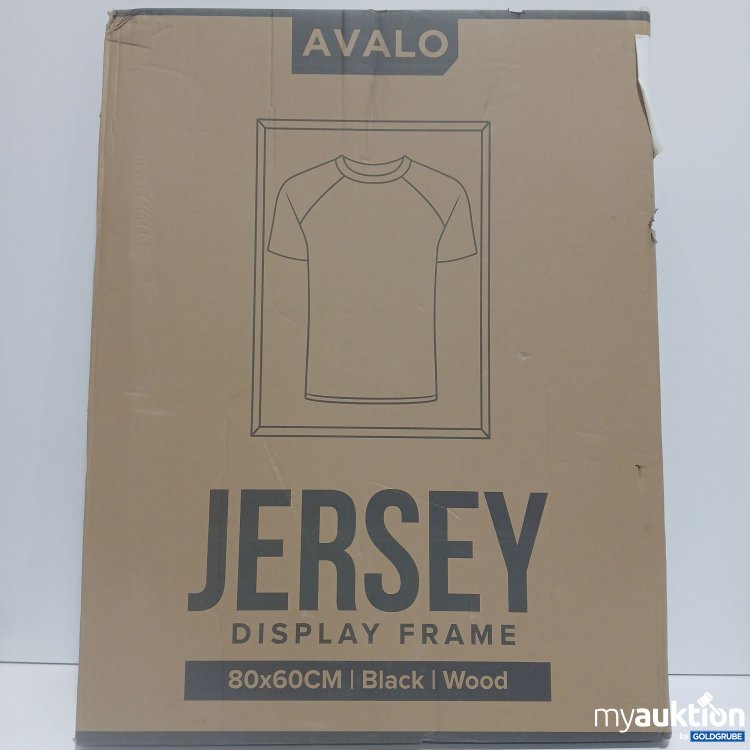 AVALO
JERSEY
DISPLAY FRAME
80x60CM | Black | Wood
myauktion
by GOLDGRUBE